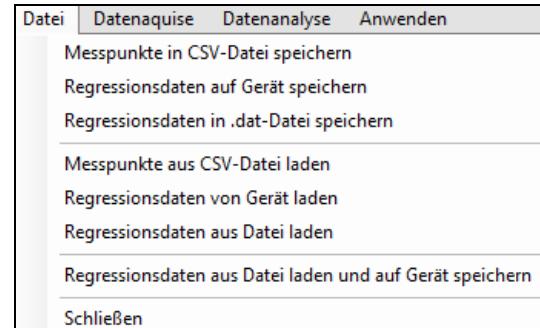 Datei Datenaquise Datenanalyse Anwenden
Messpunkte in CSV-Datei speichern
Regressionsdaten auf Gerät speichern
Regressionsdaten in .dat-Datei speichern
Messpunkte aus CSV-Datei laden
Regressionsdaten von Gerät laden
Regressionsdaten aus Datei laden
Regressionsdaten aus Datei laden und auf Gerät speichern
Schließen